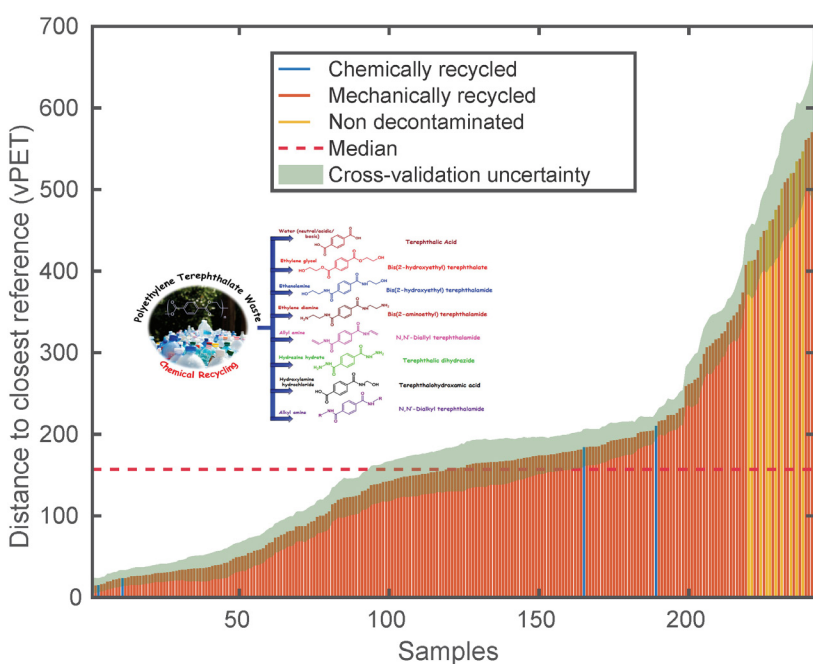 700
600
500
400
300
200
100
0
Distance to closest reference (vPET)
Chemically recycled
Mechanically recycled
Non decontaminated
Median
Cross-validation uncertainty
Polyethylene Terephthalate Waste
Chemical Recycling
Water (neutral/acidic/
basic)
Terephthalic Acid
Ethylene glycol
Bis(2-hydroxyethyl) terephthalate
Ethanolamine
Bis(2-hydroxyethyl) terephthalamide
Ethylene diamine
Bis(2-aminoethyl) terephthalamide
Allyl amine
N,N'-Diallyl terephthalamide
Hydrazine hydrate
Terephthalic dihydrazide
Hydroxylamine
hydrochloride
Terephthalohydroxamic acid
Alkyl amine
N,N'-Dialkyl terephthalamide
50
100
150
200
Samples